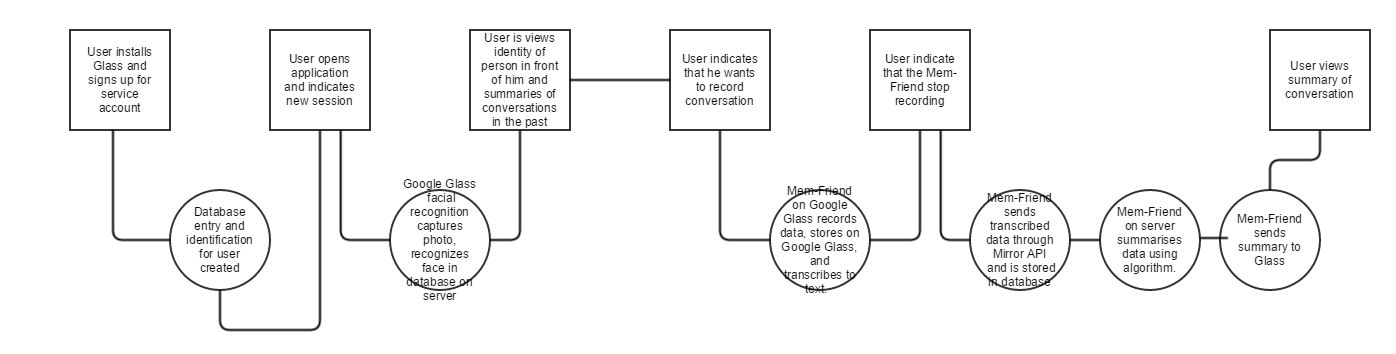 User installs
Glass and
signs up for
service
account
User opens
application
and indicates
new session
User is views
identity of
person in front
of him and
summaries of
conversations
in the past
User indicates
that he wants
to record
conversation
User indicate
that the Mem-
Friend stop
recording
User views
summary of
conversation
Database
entry and
identification
for user
created
Google Glass
facial
recognition
captures
photo,
recognizes
face in
database on
server
Mem-Friend
on Google
Glass records
data, stores on
Google Glass,
and
transcribes to
text.
Mem-Friend
sends
transcribed
data through
Mirror API
and is stored
in database
Mem-Friend
on server
summarises
data using
algorithm.
Mem-Friend
sends
summary to
Glass